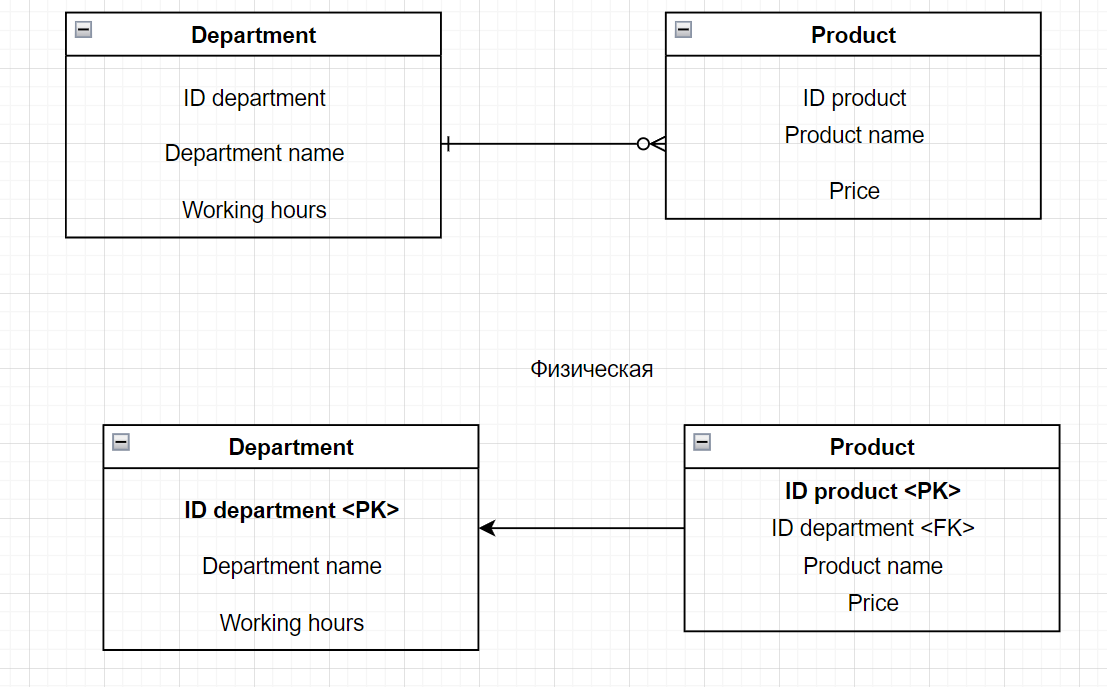 Department
ID department
Department name
Working hours
Product
ID product
Product name
Price
Физическая
Department
ID department <PK>
Department name
Working hours
Product
ID product <PK>
ID department <FK>
Product name
Price